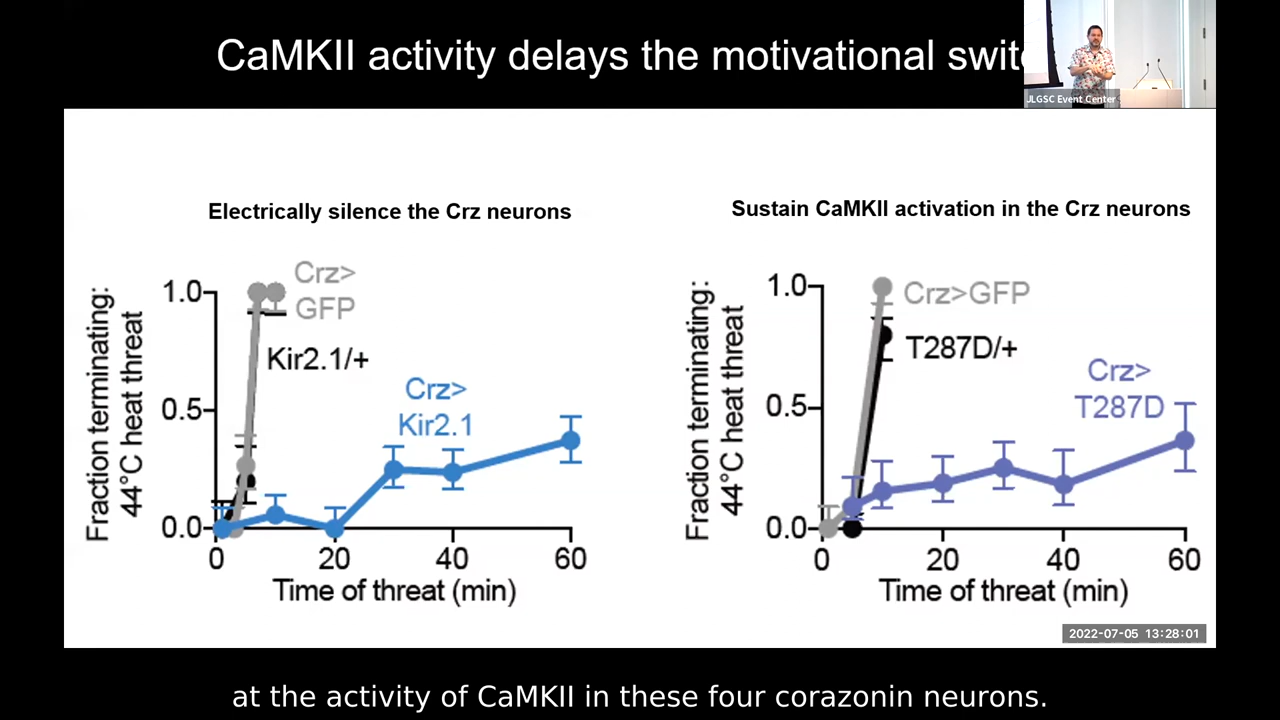 CaMKII activity delays the motivational switc
JLGSC Event Center
Electrically silence the Crz neurons
Fraction terminating:
44°C heat threat
1.0
0.5
0.0
0
20
40
60
Time of threat (min)
Crz>
GFP
Kir2.1/+
Crz>
Kir2.1
Sustain CaMKII activation in the Crz neurons
Fraction terminating:
44°C heat threat
1.0
0.5
0.0
0
20
40
60
Time of threat (min)
Crz>GFP
T287D/+
Crz>
T287D
2022-07-05 13:28:01
at the activity of CaMKII in these four corazonin neurons.